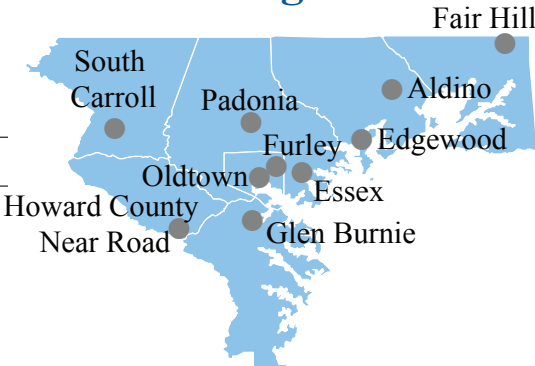 Fair Hill
South
Carroll
Aldino
Padonia
Edgewood
Furley
Oldtown
Essex
Howard County
Near Road
Glen Burnie